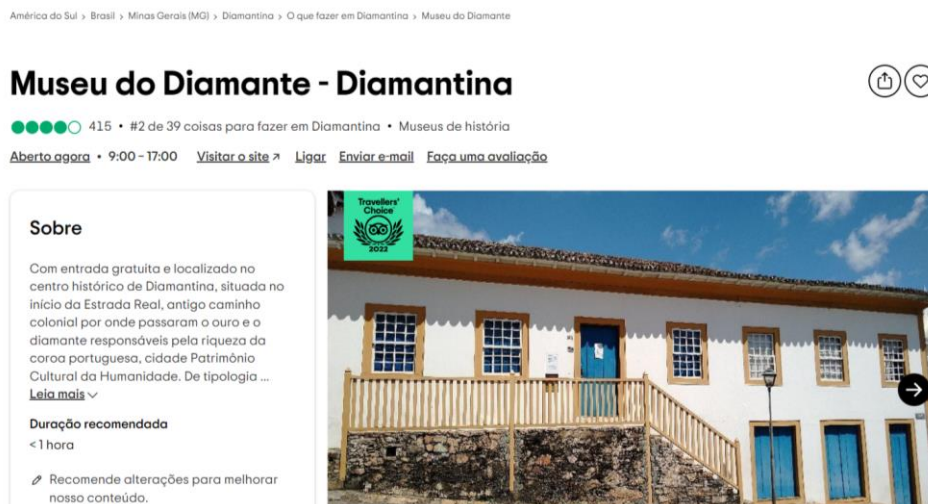 América do Sul > Brasil > Minas Gerais (MG) > Diamantina > O que fazer em Diamantina > Museu do Diamante
Museu do Diamante - Diamantina
415 • #2 de 39 coisas para fazer em Diamantina • Museus de história
Aberto agora • 9:00 - 17:00 Visitar o site Ligar Enviar e-mail Faça uma avaliação
Sobre
Com entrada gratuita e localizado no
centro histórico de Diamantina, situada no
início da Estrada Real, antigo caminho
colonial por onde passaram o ouro e o
diamante responsáveis pela riqueza da
coroa portuguesa, cidade Patrimônio
Cultural da Humanidade. De tipologia ...
Leia mais
Duração recomendada
< 1 hora
Recomende alterações para melhorar
nosso conteúdo.
Travellers'
Choice
2022